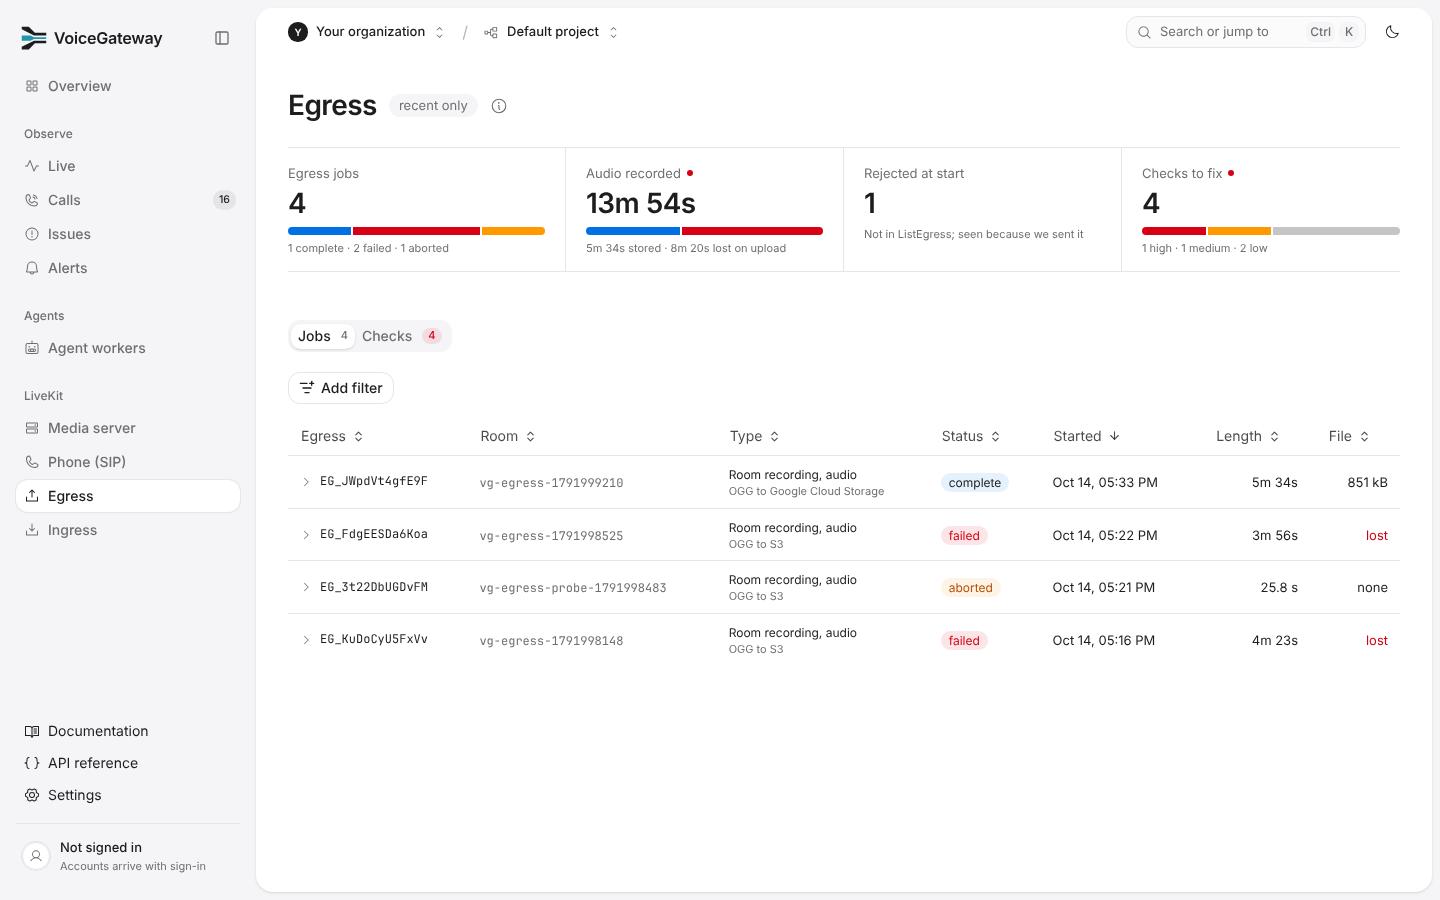 VoiceGateway
Overview
Observe
Live
Calls 16
Issues
Alerts
Agents
Agent workers
LiveKit
Media server
Phone (SIP)
Egress
Ingress
Documentation
API reference
Settings
Not signed in
Accounts arrive with sign-in
Y Your organization / Default project
Search or jump to Ctrl K
Egress recent only
Egress jobs
4
1 complete · 2 failed · 1 aborted
Audio recorded
13m 54s
5m 34s stored · 8m 20s lost on upload
Rejected at start
1
Not in ListEgress; seen because we sent it
Checks to fix
4
1 high · 1 medium · 2 low
Jobs 4 Checks 4
Add filter
Egress Room Type Status Started Length File
EG_JWpdVt4gfE9F vg-egress-1791999210 Room recording, audio complete Oct 14, 05:33 PM 5m 34s 851 kB
OGG to Google Cloud Storage
EG_FdgEESDa6Koa vg-egress-1791998525 Room recording, audio failed Oct 14, 05:22 PM 3m 56s lost
OGG to S3
EG_3t22DbUGDvFM vg-egress-probe-1791998483 Room recording, audio aborted Oct 14, 05:21 PM 25.8 s none
OGG to S3
EG_KuDoCyU5FxVv vg-egress-1791998148 Room recording, audio failed Oct 14, 05:16 PM 4m 23s lost
OGG to S3